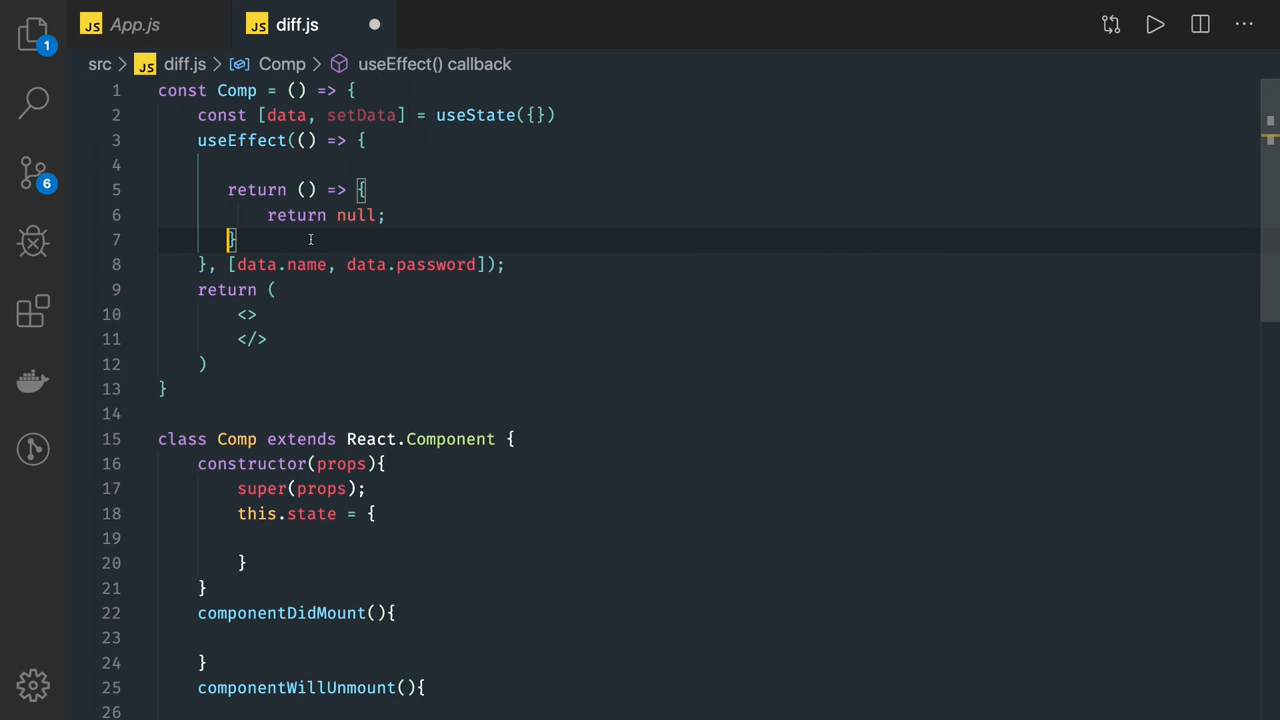 JS App.js
JS diff.js
1
src > JS diff.js > Comp > useEffect() callback
1 const Comp = () => {
2 const [data, setData] = useState({})
3 useEffect(() => {
4
5 return () => {
6 return null;
7 }
8 }, [data.name, data.password]);
9 return (
10 <>
11 </>
12 )
13 }
14
15 class Comp extends React.Component {
16 constructor(props){
17 super(props);
18 this.state = {
19
20 }
21 }
22 componentDidMount(){
23
24 }
25 componentWillUnmount(){
26
6